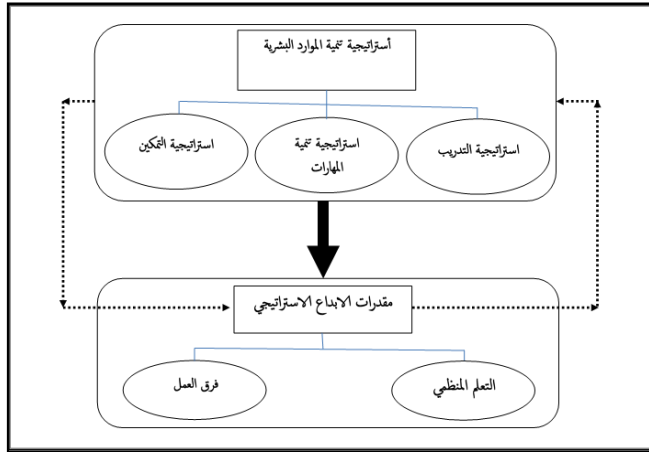 أستراتيجية تنمية الموارد البشرية
استراتيجية التدريب
استراتيجية تنمية
المهارات
استراتيجية التمكين
مقدرات الابداع الاستراتيجي
التعلم المنظمي
فرق العمل